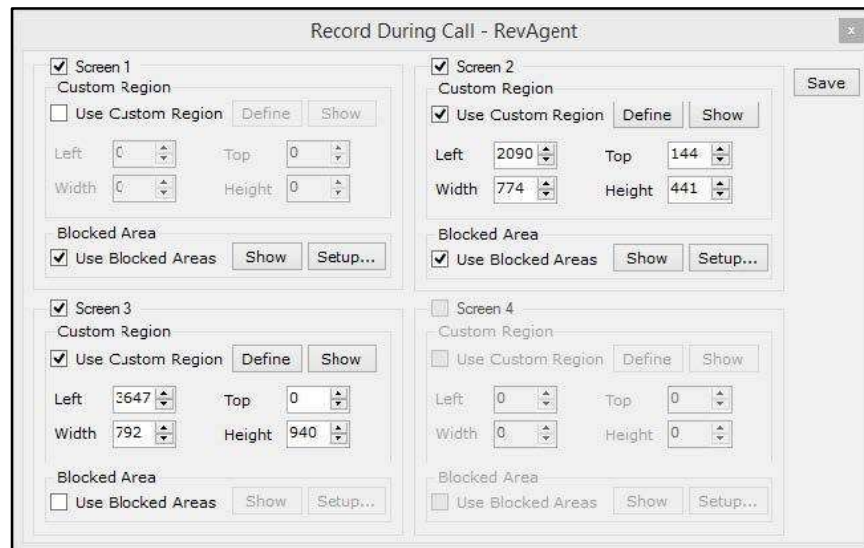 Record During Call - RevAgent
x
Screen 1
Custom Region
Use Custom Region Define Show
Left 0 Top 0
Width 0 Height 0
Blocked Area
Use Blocked Areas Show Setup...
Screen 2
Custom Region
Use Custom Region Define Show
Left 2090 Top 144
Width 774 Height 441
Blocked Area
Use Blocked Areas Show Setup...
Save
Screen 3
Custom Region
Use Custom Region Define Show
Left 3647 Top 0
Width 792 Height 940
Blocked Area
Use Blocked Areas Show Setup...
Screen 4
Custom Region
Use Custom Region Define Show
Left 0 Top 0
Width 0 Height 0
Blocked Area
Use Blocked Areas Show Setup...